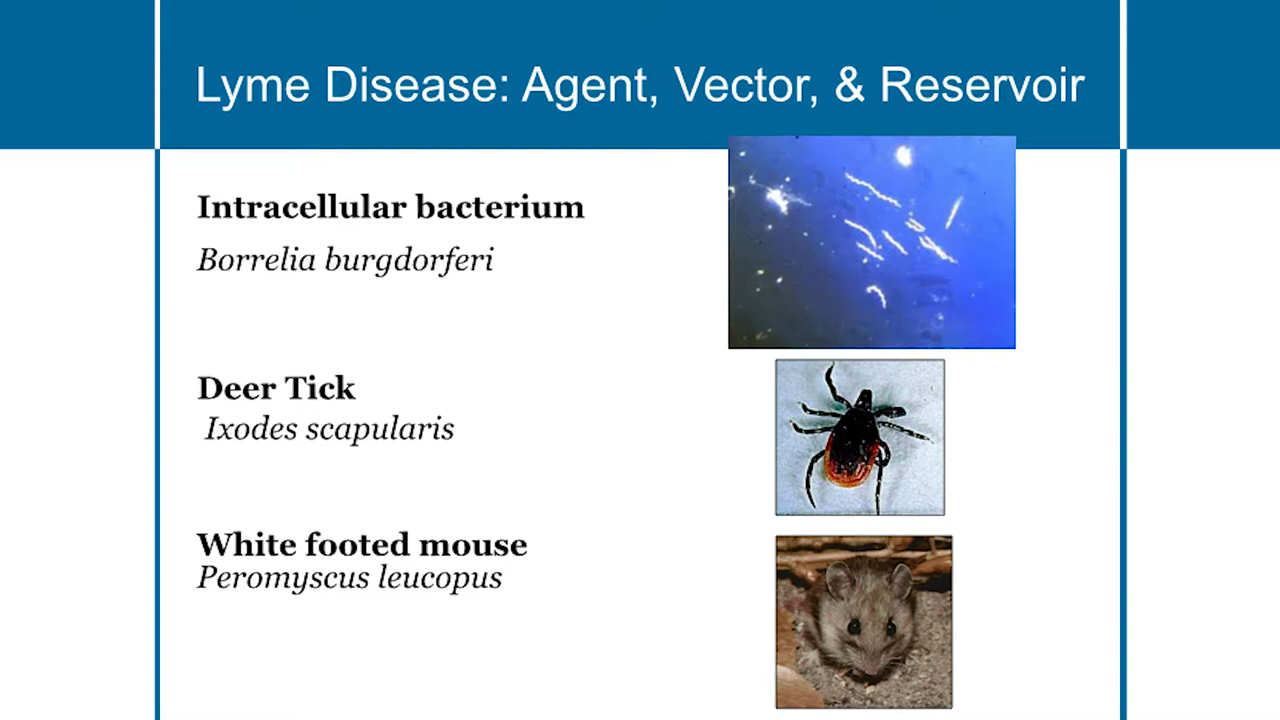 Lyme Disease: Agent, Vector, & Reservoir
Intracellular bacterium
Borrelia burgdorferi
Deer Tick
Ixodes scapularis
White footed mouse
Peromyscus leucopus